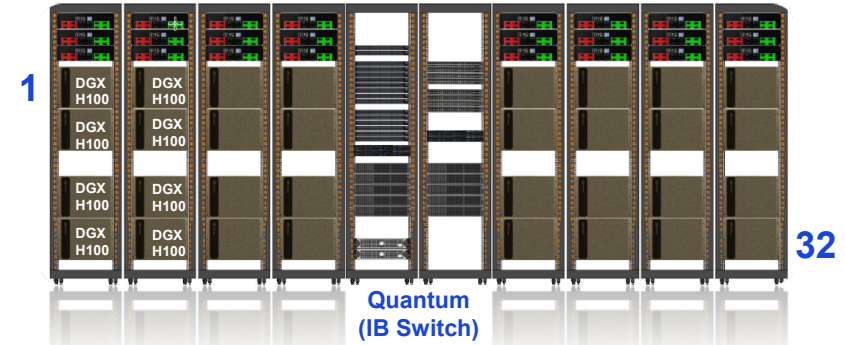 1
DGX
H100
DGX
H100
DGX
H100
DGX
H100
DGX
H100
DGX
H100
DGX
H100
DGX
H100
32
Quantum
(IB Switch)